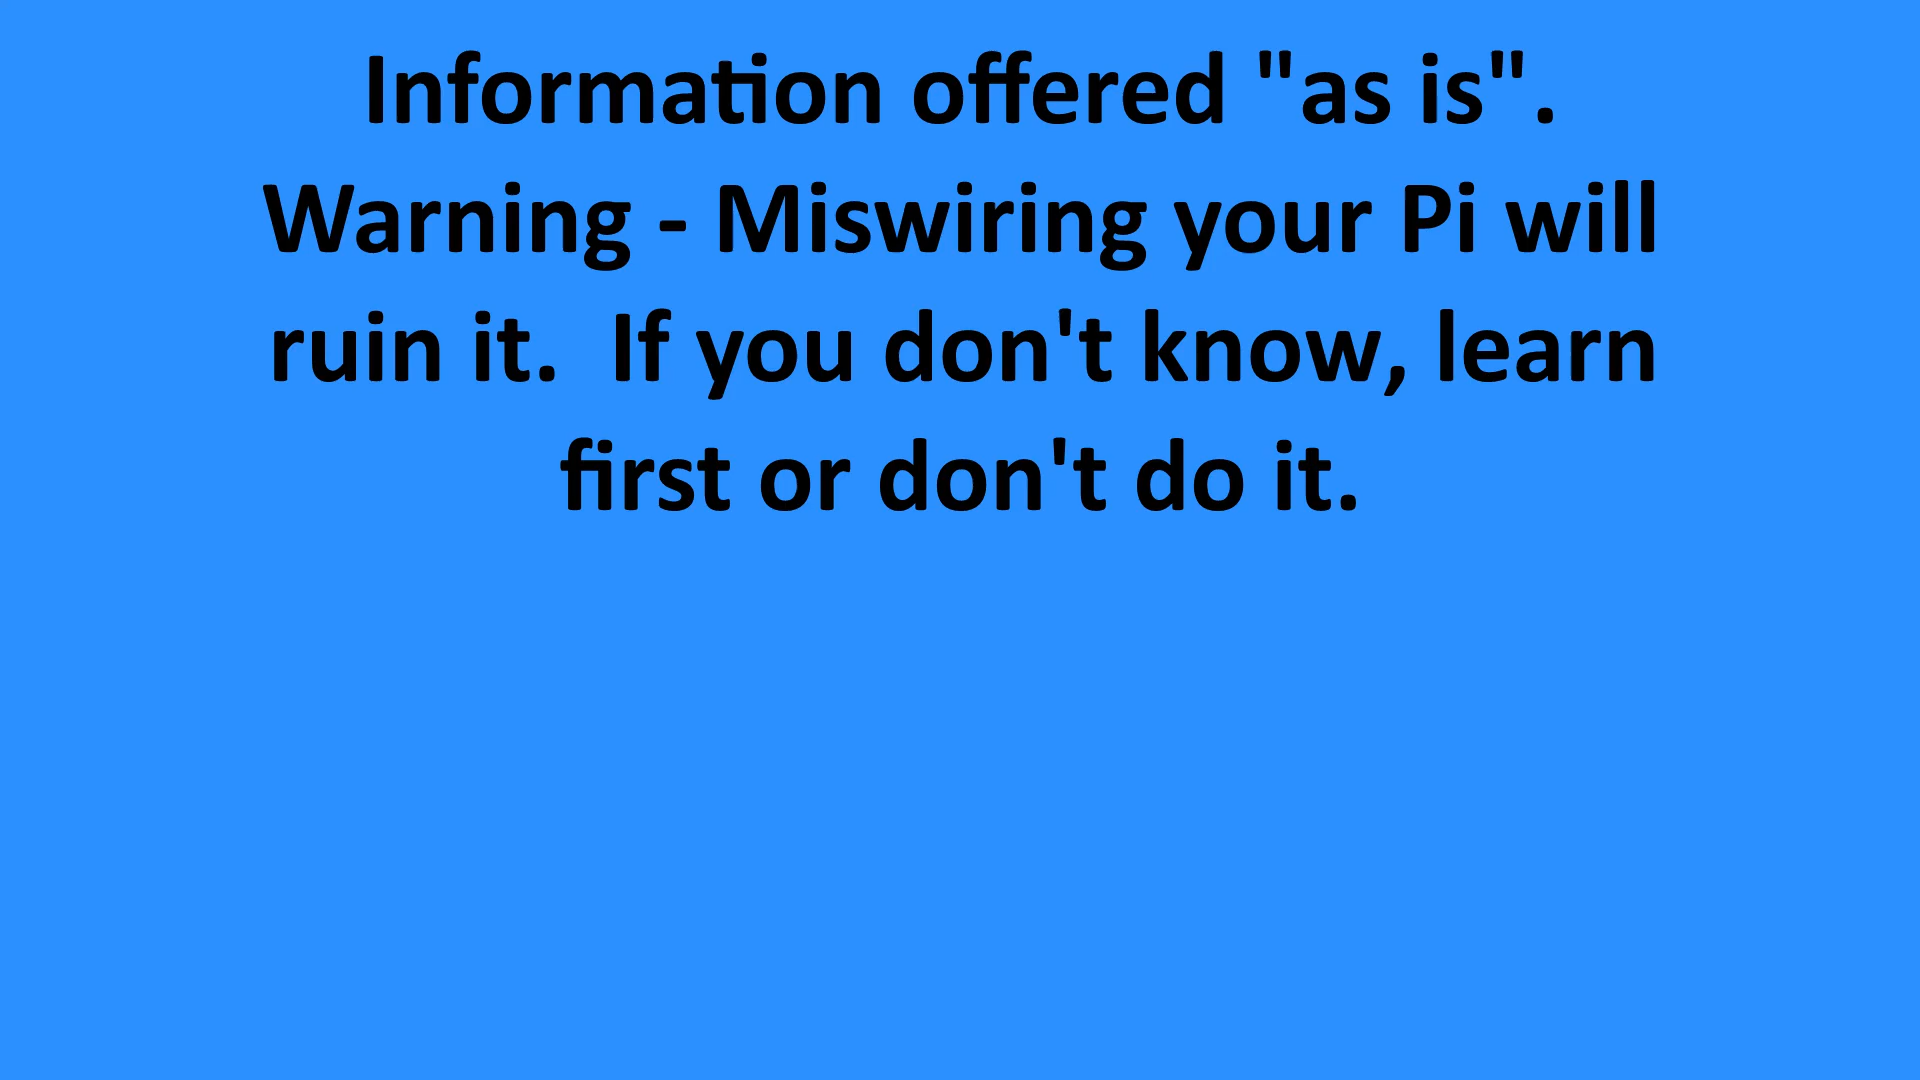 Information offered "as is".
Warning - Miswiring your Pi will
ruin it.  If you don't know, learn
first or don't do it.